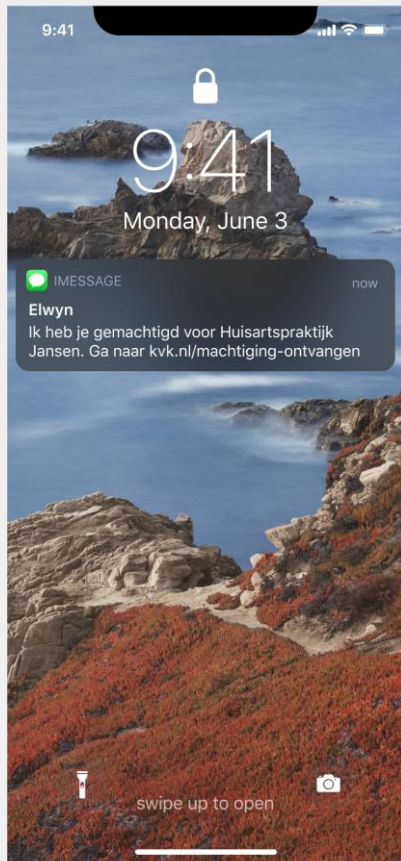 9:41
9:41
Monday, June 3
IMESSAGE now
Elwyn
Ik heb je gemachtigd voor Huisartspraktijk
Jansen. Ga naar kvk.nl/machtiging-ontvangen
swipe up to open